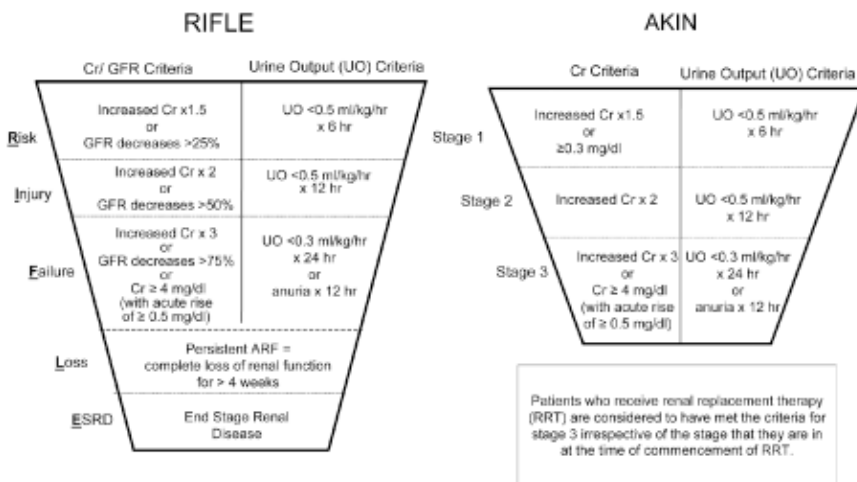 RIFLE
Cr/ GFR Criteria
Urine Output (UO) Criteria
Risk
Increased Cr x1.5
or
GFR decreases >25%
UO <0.5 ml/kg/hr
x 6 hr
Injury
Increased Cr x 2
or
GFR decreases >50%
UO <0.5 ml/kg/hr
x 12 hr
Failure
Increased Cr x 3
or
GFR decreases >75%
or
Cr ≥ 4 mg/dl
(with acute rise
of ≥ 0.5 mg/dl)
UO <0.3 ml/kg/hr
x 24 hr
or
anuria x 12 hr
Loss
Persistent ARF =
complete loss of renal function
for > 4 weeks
ESRD
End Stage Renal
Disease
AKIN
Cr Criteria
Urine Output (UO) Criteria
Stage 1
Increased Cr x1.5
or
≥0.3 mg/dl
UO <0.5 ml/kg/hr
x 6 hr
Stage 2
Increased Cr x 2
UO <0.5 ml/kg/hr
x 12 hr
Stage 3
Increased Cr x 3
or
Cr ≥ 4 mg/dl
(with acute rise
of ≥ 0.5 mg/dl)
UO <0.3 ml/kg/hr
x 24 hr
or
anuria x 12 hr
Patients who receive renal replacement therapy
(RRT) are considered to have met the criteria for
stage 3 irrespective of the stage that they are in
at the time of commencement of RRT.